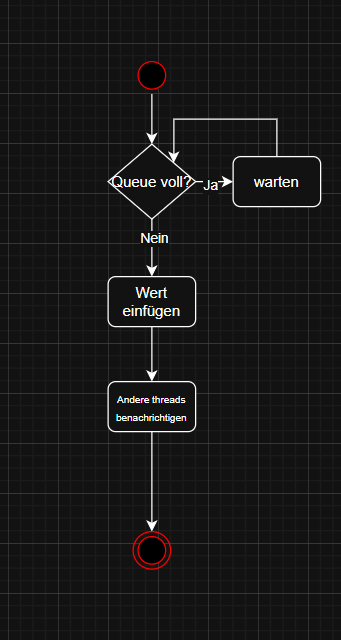 Queue voll?
Ja
warten
Nein
Wert
einfügen
Andere threads
benachrichtigen